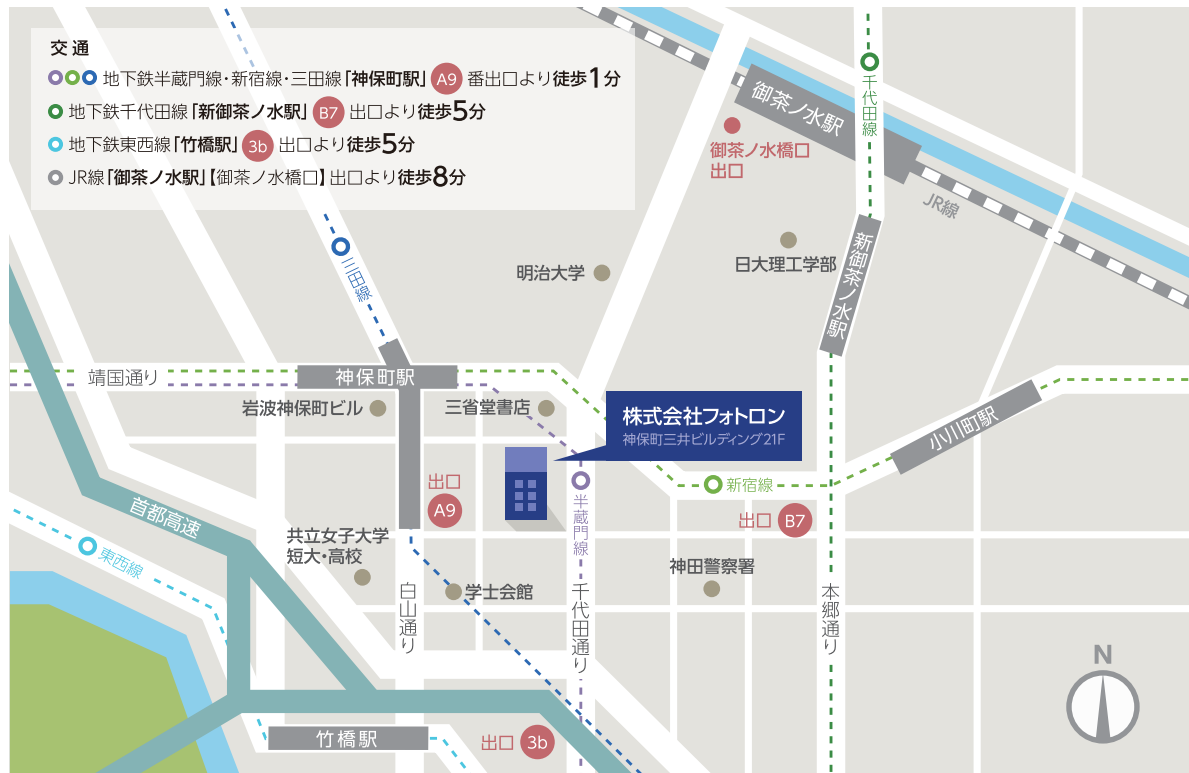 交通
地下鉄半蔵門線・新宿線・三田線「神保町駅」 A9 番出口より徒歩1分
地下鉄千代田線「新御茶ノ水駅」 B7 出口より徒歩5分
地下鉄東西線「竹橋駅」 3b 出口より徒歩5分
JR線「御茶ノ水駅」【御茶ノ水橋口】出口より徒歩8分
御茶ノ水駅
千代田線
御茶ノ水橋口
出口
JR線
三田線
明治大学
日大理工学部
新御茶ノ水駅
靖国通り
神保町駅
岩波神保町ビル
三省堂書店
株式会社フォトロン
神保町三井ビルディング21F
小川町駅
出口
A9
新宿線
半蔵門線
出口 B7
首都高速
東西線
共立女子大学
短大・高校
学士会館
神田警察署
白山通り
千代田通り
本郷通り
竹橋駅
出口 3b
N